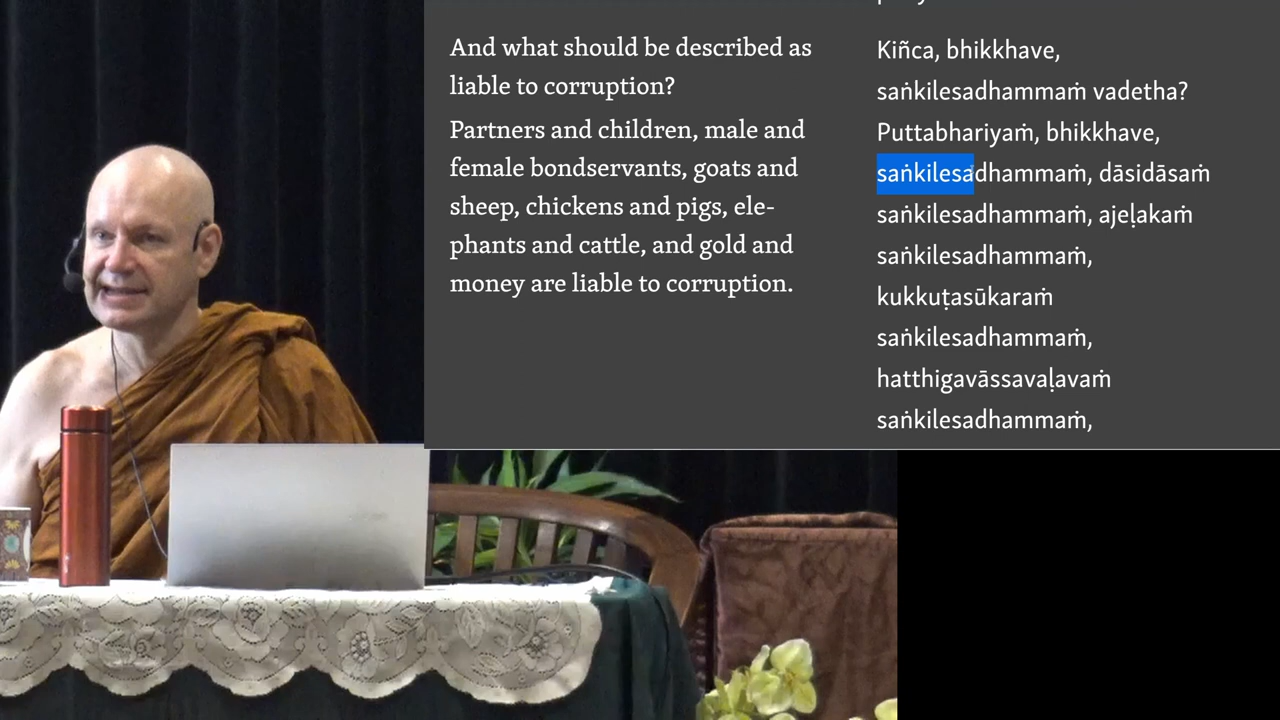 And what should be described as
liable to corruption?
Partners and children, male and
female bondservants, goats and
sheep, chickens and pigs, ele-
phants and cattle, and gold and
money are liable to corruption.
Kiñca, bhikkhave,
saṅkilesadhammaṁ vadetha?
Puttabhariyaṁ, bhikkhave,
saṅkilesadhammaṁ, dāsidāsaṁ
saṅkilesadhammaṁ, ajeḷakaṁ
saṅkilesadhammaṁ,
kukkuṭasūkaraṁ
saṅkilesadhammaṁ,
hatthigavāssavaḷavaṁ
saṅkilesadhammaṁ,